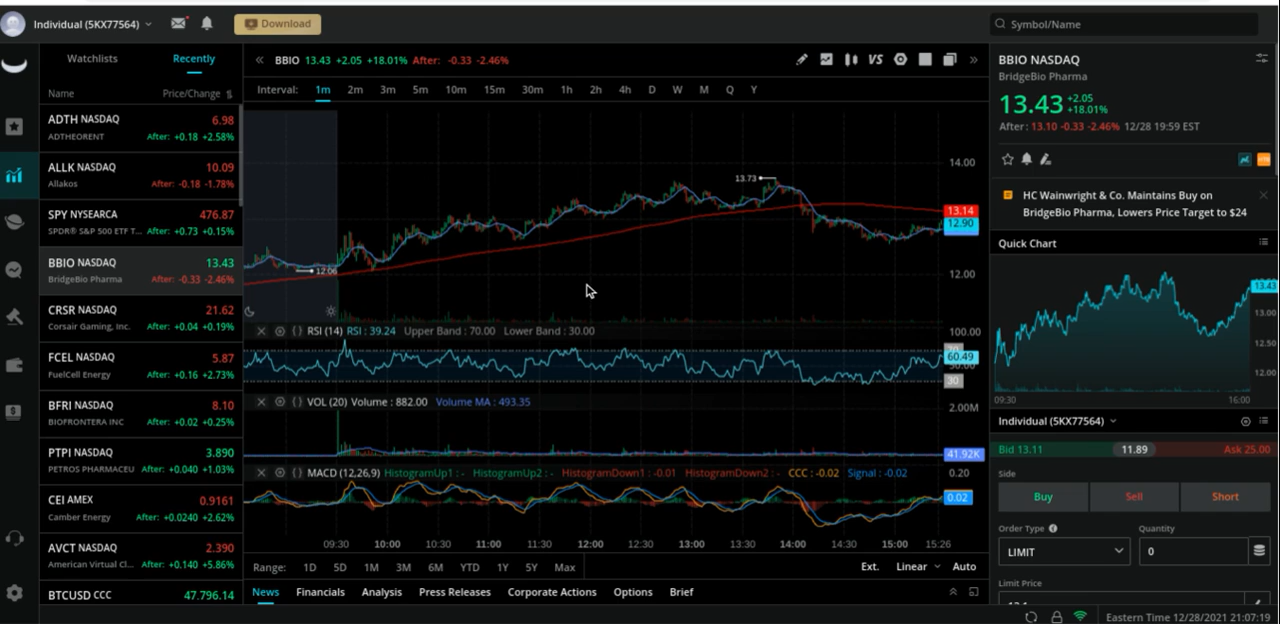 Individual (5KX77564)
Download
Symbol/Name
Watchlists Recently
Name Price/Change
ADTH NASDAQ 6.98
ADTHEORENT After: +0.18 +2.58%
ALLK NASDAQ 10.09
Allakos After: -0.18 -1.78%
SPY NYSEARCA 476.87
SPDR® S&P 500 ETF T... After: +0.73 +0.15%
BBIO NASDAQ 13.43
BridgeBio Pharma After: -0.33 -2.46%
CRSR NASDAQ 21.62
Corsair Gaming, Inc. After: +0.04 +0.19%
FCEL NASDAQ 5.87
FuelCell Energy After: +0.16 +2.73%
BFRI NASDAQ 8.10
BIOFRONTERA INC After: +0.02 +0.25%
PTPI NASDAQ 3.890
PETROS PHARMACEU After: +0.040 +1.03%
CEI AMEX 0.9161
Camber Energy After: +0.0240 +2.62%
AVCT NASDAQ 2.390
American Virtual Cl... After: +0.140 +5.86%
BTCUSD CCC 47,796.14
BBIO 13.43 +2.05 +18.01% After: -0.33 -2.46%
VS
Interval: 1m 2m 3m 5m 10m 15m 30m 1h 2h 4h D W M Q Y
14.00
13.73
13.14
12.90
12.00
12.06
RSI (14) RSI : 39.24 Upper Band : 70.00 Lower Band : 30.00
100.00
70
60.49
50.00
30
VOL (20) Volume : 882.00 Volume MA : 493.35
2.00M
41.92K
MACD (12,26,9) HistogramUp1 : - HistogramUp2 : - HistogramDown1 : -0.01 HistogramDown2 : - CCC : -0.02 Signal : -0.02
0.20
0.02
09:30 10:00 10:30 11:00 11:30 12:00 12:30 13:00 13:30 14:00 14:30 15:00 15:26
Range: 1D 5D 1M 3M 6M YTD 1Y 5Y Max Ext. Linear Auto
News Financials Analysis Press Releases Corporate Actions Options Brief
BBIO NASDAQ
BridgeBio Pharma
13.43 +2.05
+18.01%
After: 13.10 -0.33 -2.46% 12/28 19:59 EST
HC Wainwright & Co. Maintains Buy on
BridgeBio Pharma, Lowers Price Target to $24
Quick Chart
13.43
13.00
12.50
12.00
09:30 16:00
Individual (5KX77564)
Bid 13.11 11.89 Ask 25.00
Side
Buy Sell Short
Order Type Quantity
LIMIT 0
Limit Price
Eastern Time 12/28/2021 21:07:19